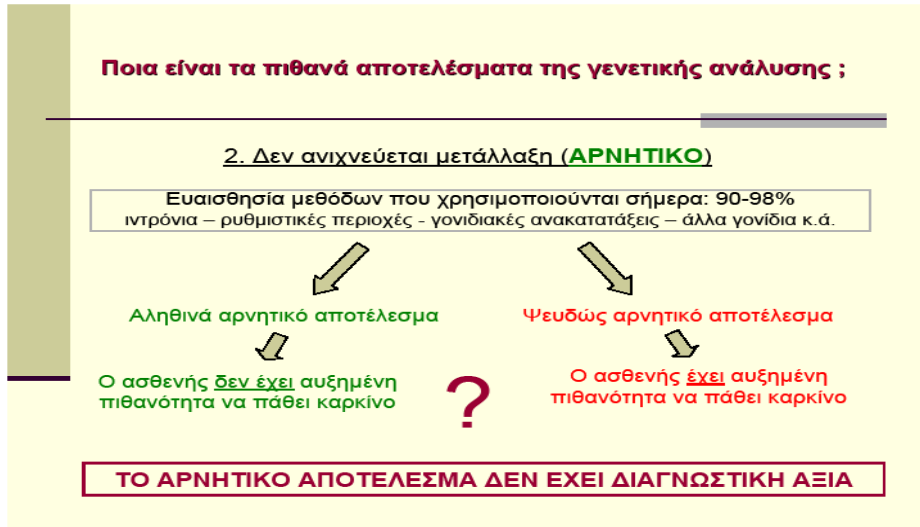 Ποια είναι τα πιθανά αποτελέσματα της γενετικής ανάλυσης ;
2. Δεν ανιχνεύεται μετάλλαξη (ΑΡΝΗΤΙΚΟ)
Ευαισθησία μεθόδων που χρησιμοποιούνται σήμερα: 90-98%
ιντρόνια – ρυθμιστικές περιοχές - γονιδιακές ανακατατάξεις – άλλα γονίδια κ.ά.
Αληθινά αρνητικό αποτέλεσμα
Ο ασθενής δεν έχει αυξημένη
πιθανότητα να πάθει καρκίνο
?
Ψευδώς αρνητικό αποτέλεσμα
Ο ασθενής έχει αυξημένη
πιθανότητα να πάθει καρκίνο
ΤΟ ΑΡΝΗΤΙΚΟ ΑΠΟΤΕΛΕΣΜΑ ΔΕΝ ΕΧΕΙ ΔΙΑΓΝΩΣΤΙΚΗ ΑΞΙΑ